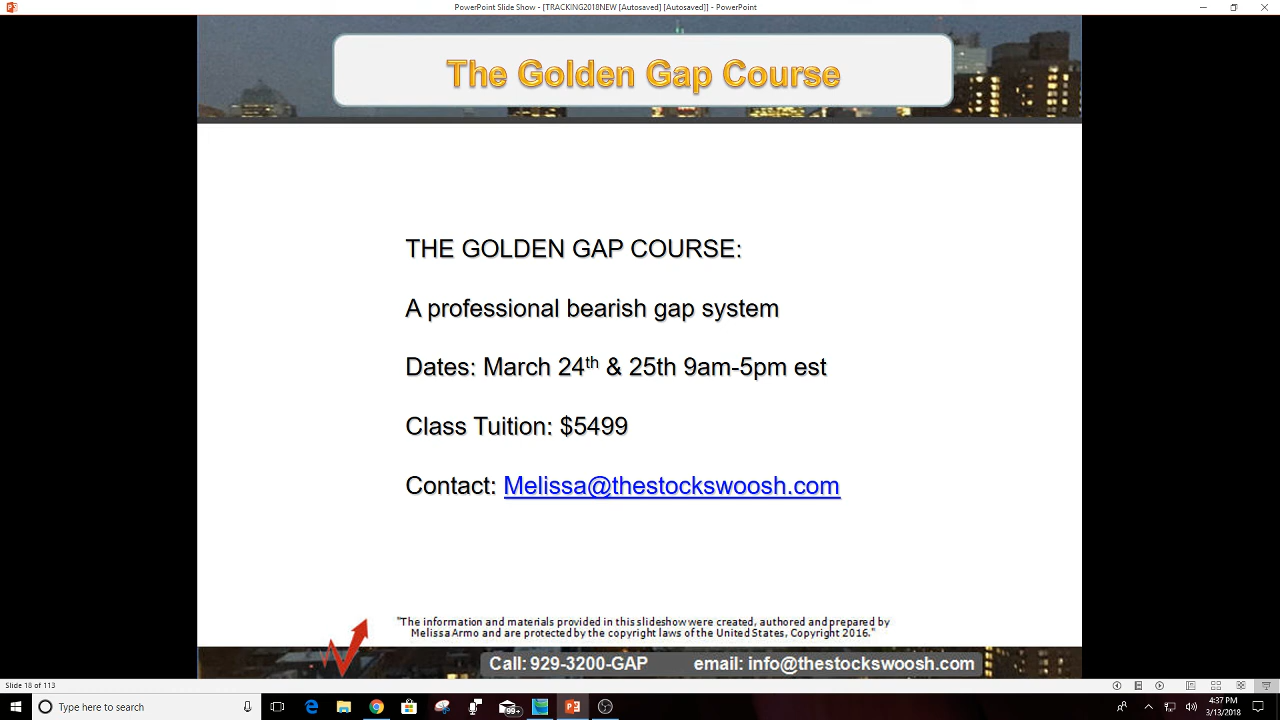 PowerPoint Slide Show - [TRACKING2018NEW [Autosaved] [Autosaved]] - PowerPoint
The Golden Gap Course
THE GOLDEN GAP COURSE:
A professional bearish gap system
Dates: March 24th & 25th 9am-5pm est
Class Tuition: $5499
Contact: Melissa@thestockswoosh.com
"The information and materials provided in this slideshow were created, authored and prepared by
Melissa Armo and are protected by the copyright laws of the United States, Copyright 2016."
Call: 929-3200-GAP email: info@thestockswoosh.com
Slide 18 of 113
Type here to search
99+
4:37 PM
3/13/2018